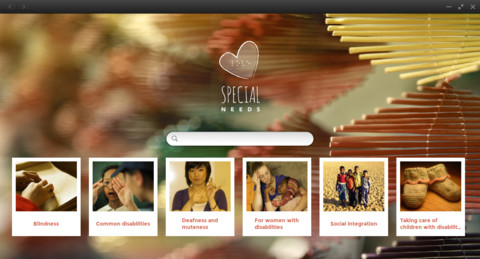 SPECIAL
NEEDS
Blindness
Common disabilities
Deafness and
muteness
For women with
disabilities
Social integration
Taking care of
children with disabiliti...